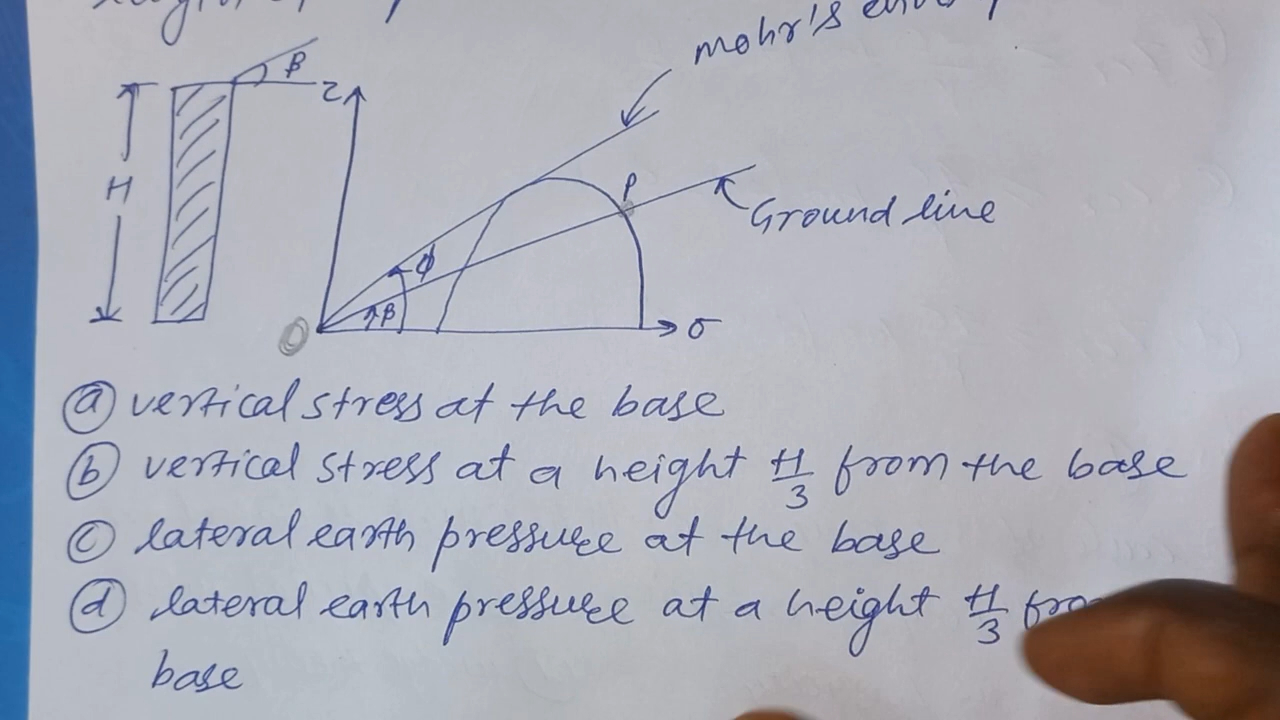 mohr's
β
τ
H
P
Ground line
φ
β
O
σ
(a) vertical stress at the base
(b) vertical stress at a height H/3 from the base
(c) lateral earth pressure at the base
(d) lateral earth pressure at a height H/3
base